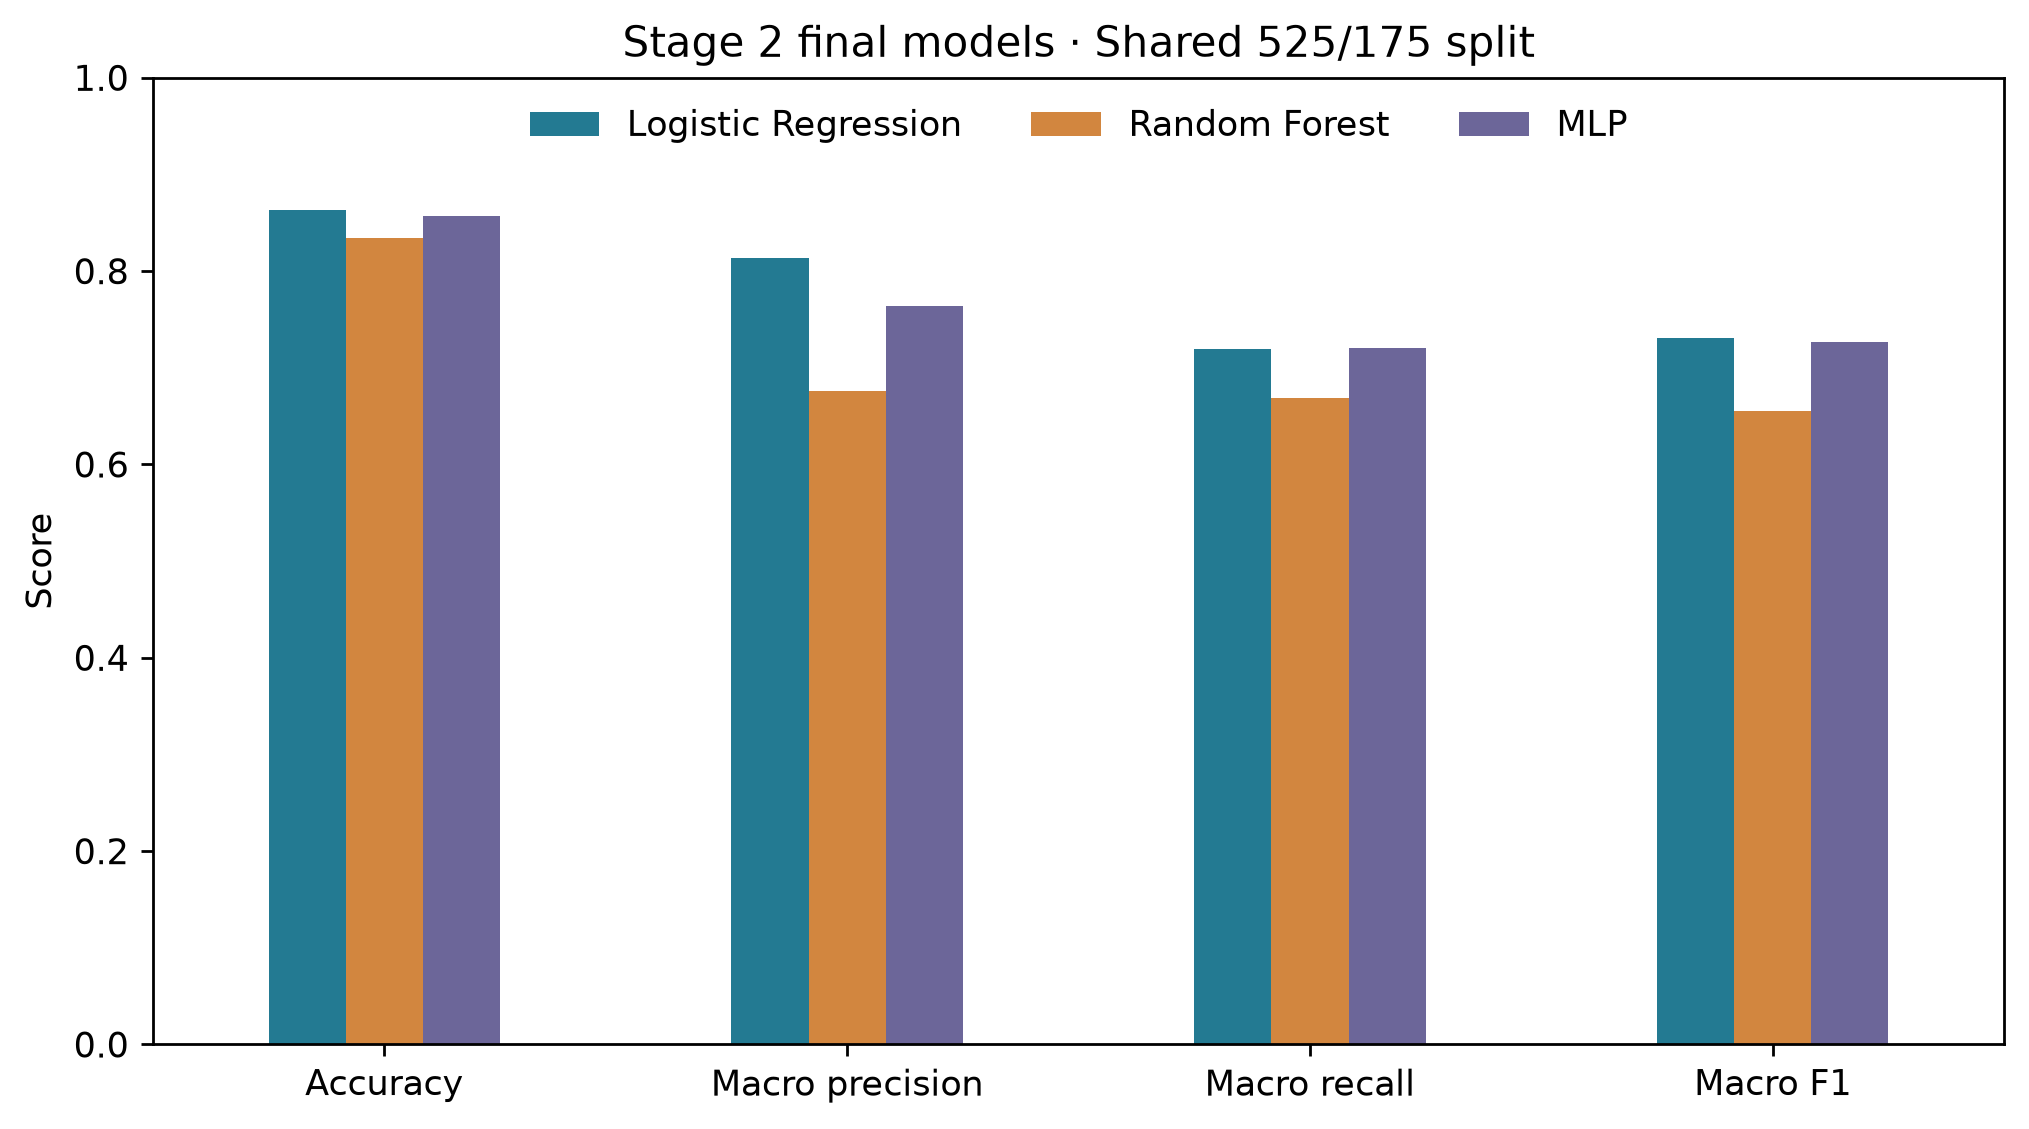 Stage 2 final models · Shared 525/175 split
Logistic Regression Random Forest MLP
Score
1.0
0.8
0.6
0.4
0.2
0.0
Accuracy Macro precision Macro recall Macro F1